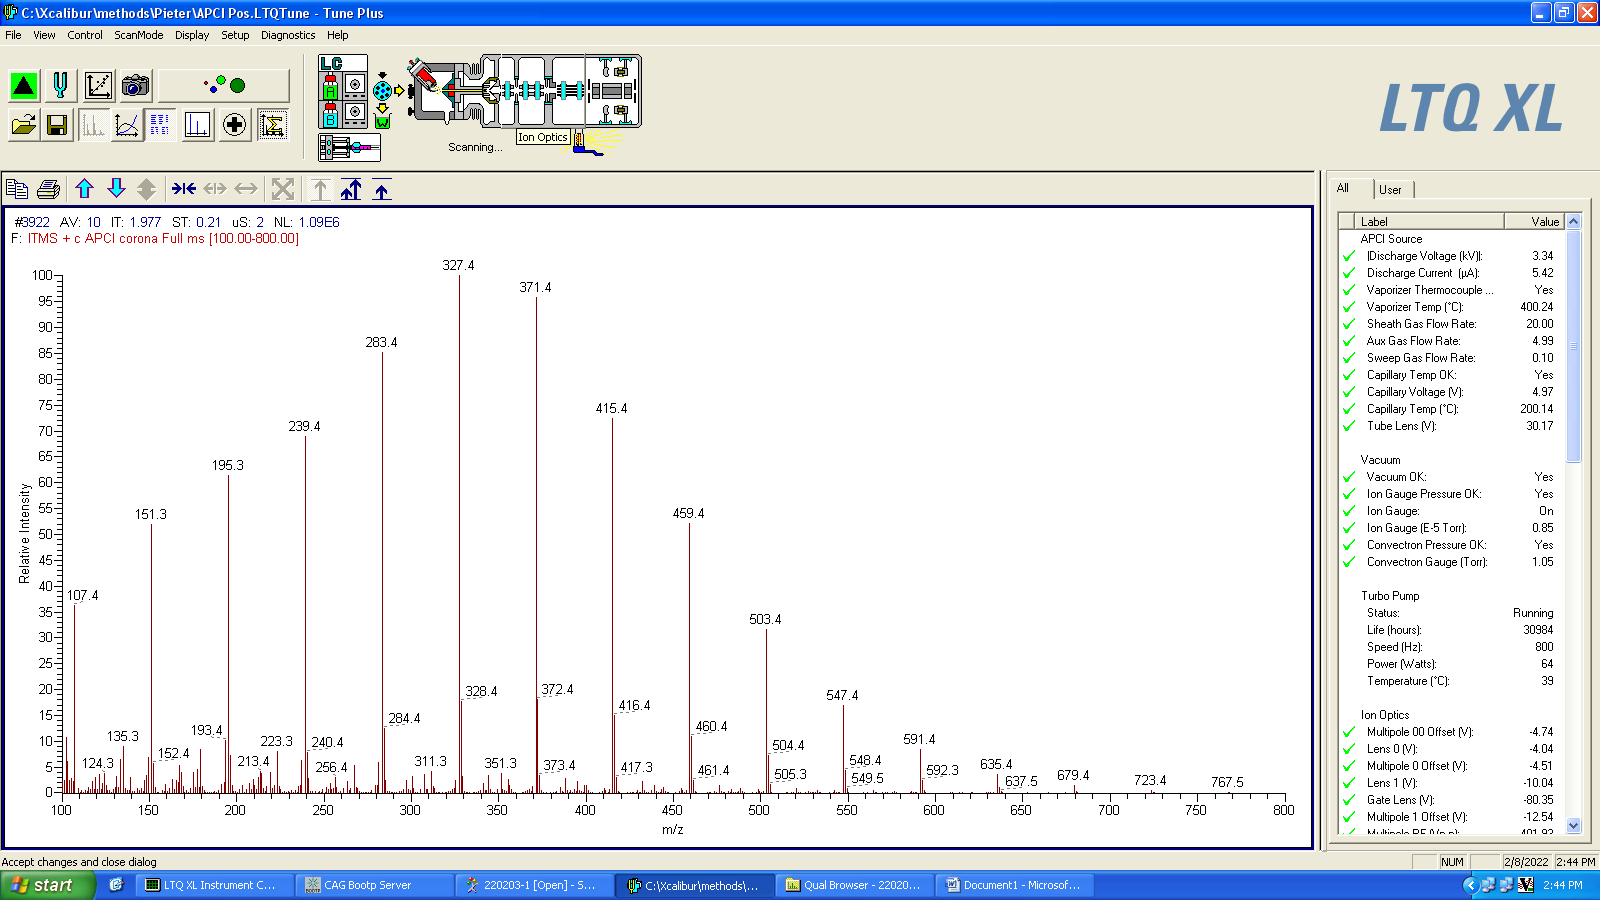 C:\Xcalibur\methods\Pieter\APCI Pos.LTQTune - Tune Plus
File View Control ScanMode Display Setup Diagnostics Help
LC
A
B
W
Scanning...
Ion Optics
LTQ XL
#3922 AV: 10 IT: 1.977 ST: 0.21 uS: 2 NL: 1.09E6
F: ITMS + c APCI corona Full ms [100.00-800.00]
327.4
371.4
283.4
415.4
239.4
195.3
151.3
459.4
107.4
503.4
328.4
372.4
547.4
416.4
284.4
193.4
460.4
135.3
223.3
240.4
504.4
591.4
152.4
124.3
213.4
256.4
311.3
351.3
373.4
417.3
461.4
505.3
548.4
549.5
592.3
635.4
637.5
679.4
723.4
767.5
100
95
90
85
80
75
70
65
60
55
50
45
40
35
30
25
20
15
10
5
0
Relative Intensity
100 150 200 250 300 350 400 450 500 550 600 650 700 750 800
m/z
All User
Label Value
APCI Source
|Discharge Voltage (kV)|: 3.34
Discharge Current (µA): 5.42
Vaporizer Thermocouple ... Yes
Vaporizer Temp (°C): 400.24
Sheath Gas Flow Rate: 20.00
Aux Gas Flow Rate: 4.99
Sweep Gas Flow Rate: 0.10
Capillary Temp OK: Yes
Capillary Voltage (V): 4.97
Capillary Temp (°C): 200.14
Tube Lens (V): 30.17
Vacuum
Vacuum OK: Yes
Ion Gauge Pressure OK: Yes
Ion Gauge: On
Ion Gauge (E-5 Torr): 0.85
Convectron Pressure OK: Yes
Convectron Gauge (Torr): 1.05
Turbo Pump
Status: Running
Life (hours): 30984
Speed (Hz): 800
Power (Watts): 64
Temperature (°C): 39
Ion Optics
Multipole 00 Offset (V): -4.74
Lens 0 (V): -4.04
Multipole 0 Offset (V): -4.51
Lens 1 (V): -10.04
Gate Lens (V): -80.35
Multipole 1 Offset (V): -12.54
Multipole RF (Vp-p): 401.93
Accept changes and close dialog
NUM 2/8/2022 2:44 PM
start
LTQ XL Instrument C...
CAG Bootp Server
220203-1 [Open] - S...
C:\Xcalibur\methods\...
Qual Browser - 22020...
Document1 - Microsof...
2:44 PM